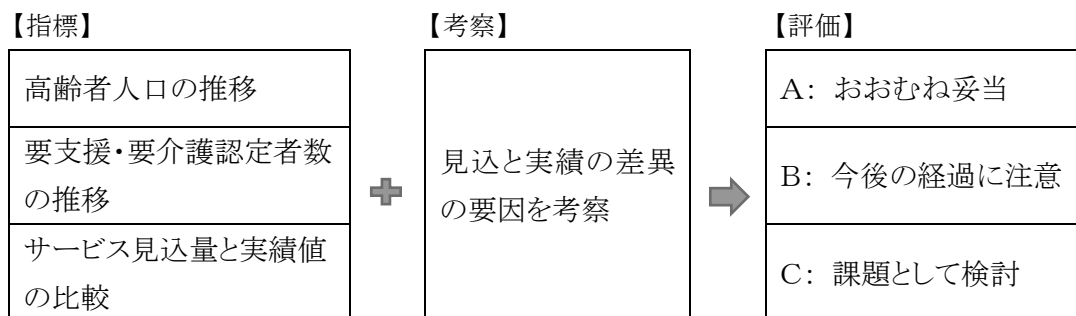 【指標】
高齢者人口の推移
要支援・要介護認定者数
の推移
サービス見込量と実績値
の比較
【考察】
見込と実績の差異
の要因を考察
【評価】
A: おおむね妥当
B: 今後の経過に注意
C: 課題として検討